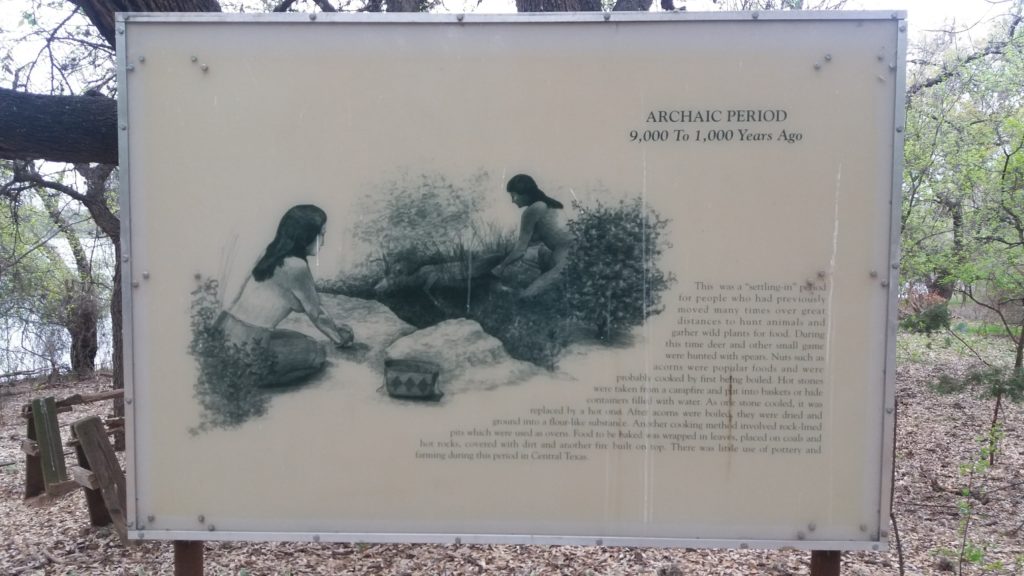 ARCHAIC PERIOD
9,000 To 1,000 Years Ago
This was a "settling-in" period
for people who had previously
moved many times over great
distances to hunt animals and
gather wild plants for food. During
this time deer and other small game
were hunted with spears. Nuts such as
acorns were popular foods and were
probably cooked by first being boiled. Hot stones
were taken from a campfire and put into baskets or hide
containers filled with water. As one stone cooled, it was
replaced by a hot one. After acorns were boiled, they were dried and
ground into a flour-like substance. Another cooking method involved rock-lined
pits which were used as ovens. Food to be baked was wrapped in leaves, placed on coals and
hot rocks, covered with dirt and another fire built on top. There was little use of pottery and
farming during this period in Central Texas.